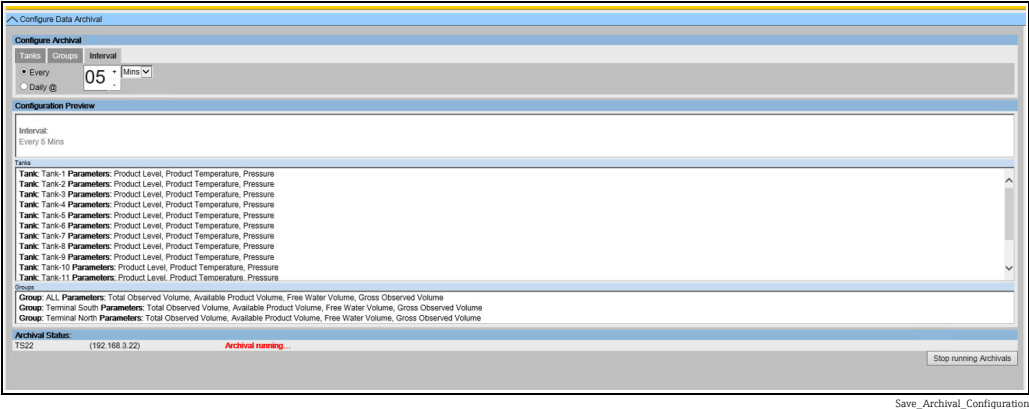 Configure Data Archival
Configure Archival
Tanks Groups Interval
Every 05 + Mins
Daily @ -
Configuration Preview
Interval:
Every 5 Mins
Tanks
Tank: Tank-1 Parameters: Product Level, Product Temperature, Pressure
Tank: Tank-2 Parameters: Product Level, Product Temperature, Pressure
Tank: Tank-3 Parameters: Product Level, Product Temperature, Pressure
Tank: Tank-4 Parameters: Product Level, Product Temperature, Pressure
Tank: Tank-5 Parameters: Product Level, Product Temperature, Pressure
Tank: Tank-6 Parameters: Product Level, Product Temperature, Pressure
Tank: Tank-7 Parameters: Product Level, Product Temperature, Pressure
Tank: Tank-8 Parameters: Product Level, Product Temperature, Pressure
Tank: Tank-9 Parameters: Product Level, Product Temperature, Pressure
Tank: Tank-10 Parameters: Product Level, Product Temperature, Pressure
Tank: Tank-11 Parameters: Product Level, Product Temperature, Pressure
Groups
Group: ALL Parameters: Total Observed Volume, Available Product Volume, Free Water Volume, Gross Observed Volume
Group: Terminal South Parameters: Total Observed Volume, Available Product Volume, Free Water Volume, Gross Observed Volume
Group: Terminal North Parameters: Total Observed Volume, Available Product Volume, Free Water Volume, Gross Observed Volume
Archival Status:
TS22 (192.168.3.22) Archival running...
Stop running Archivals
Save_Archival_Configuration